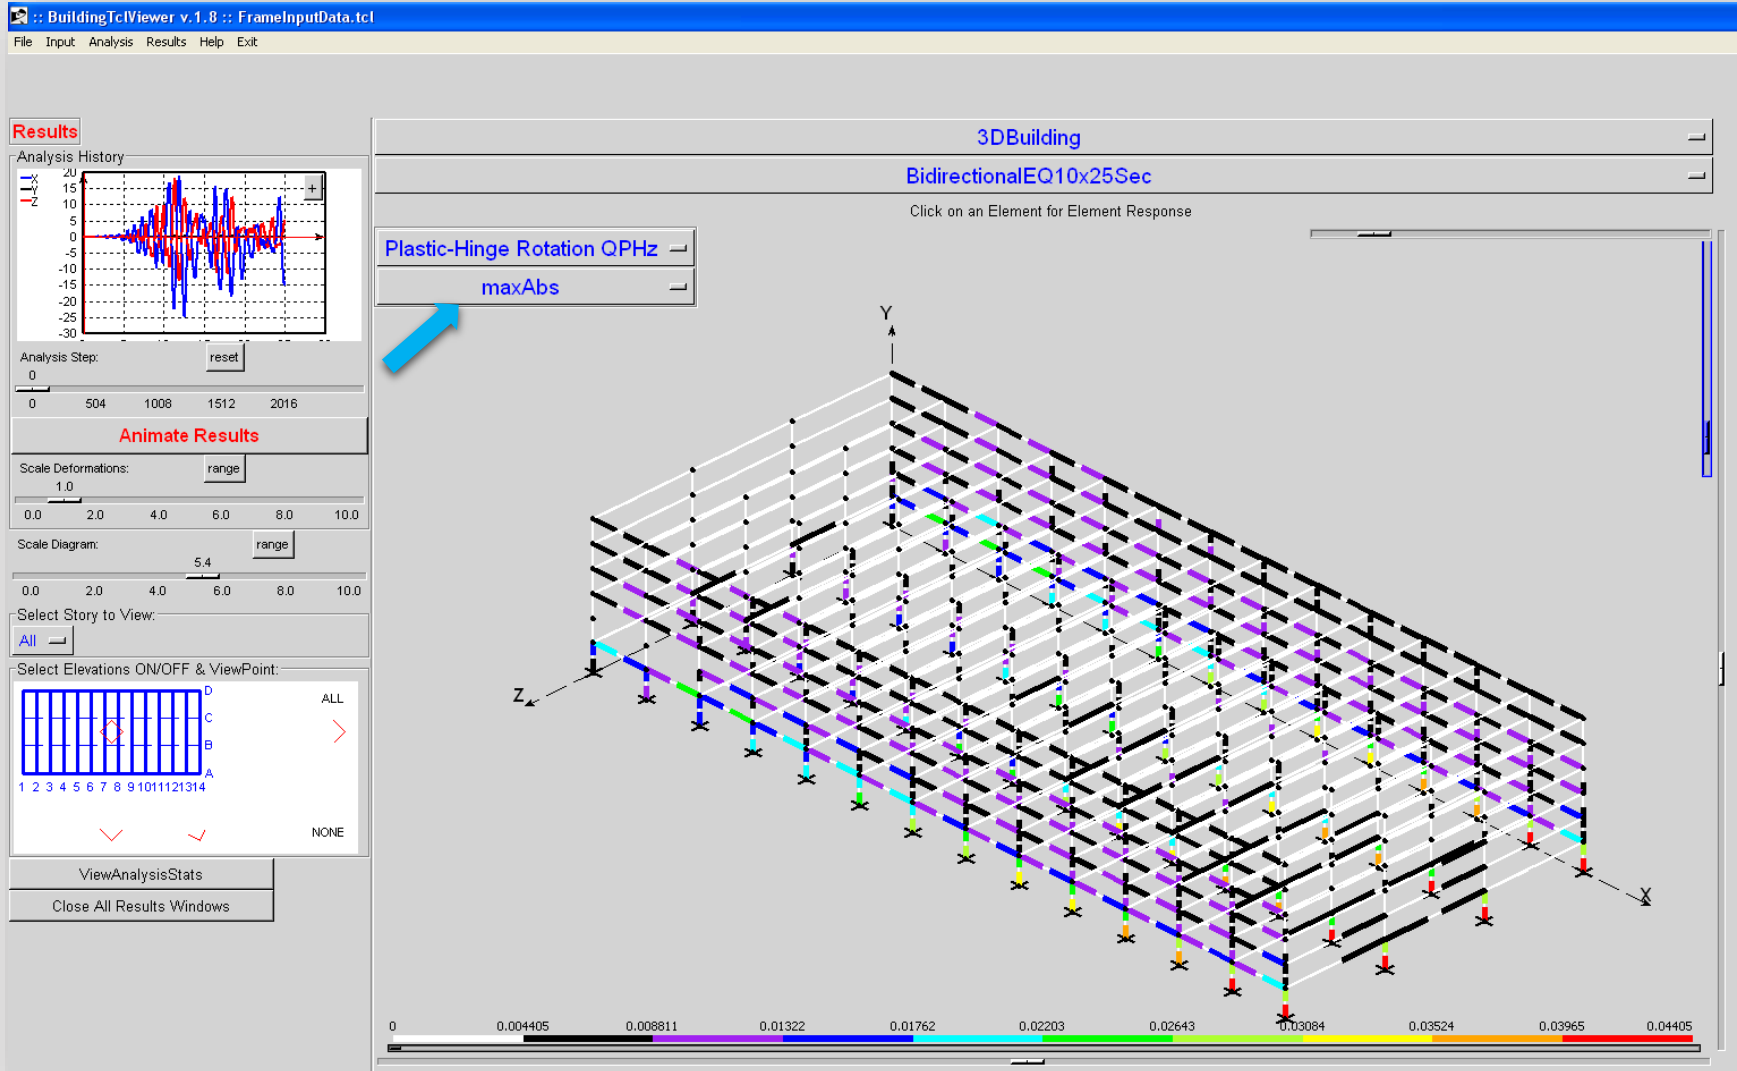 :: BuildingTclViewer v.1.8 :: FrameInputData.tcl
File Input Analysis Results Help Exit
Results
Analysis History
X
Y
Z
20
15
10
5
0
-5
-10
-15
-20
-25
-30
+
Analysis Step:
reset
0
0 504 1008 1512 2016
Animate Results
Scale Deformations:
range
1.0
0.0 2.0 4.0 6.0 8.0 10.0
Scale Diagram:
range
5.4
0.0 2.0 4.0 6.0 8.0 10.0
Select Story to View:
All
Select Elevations ON/OFF & ViewPoint:
D
C
B
A
1 2 3 4 5 6 7 8 9 10 11 12 13 14
ALL
NONE
ViewAnalysisStats
Close All Results Windows
3DBuilding
BidirectionalEQ10x25Sec
Click on an Element for Element Response
Plastic-Hinge Rotation QPHz
maxAbs
Y
Z
X
0 0.004405 0.008811 0.01322 0.01762 0.02203 0.02643 0.03084 0.03524 0.03965 0.04405